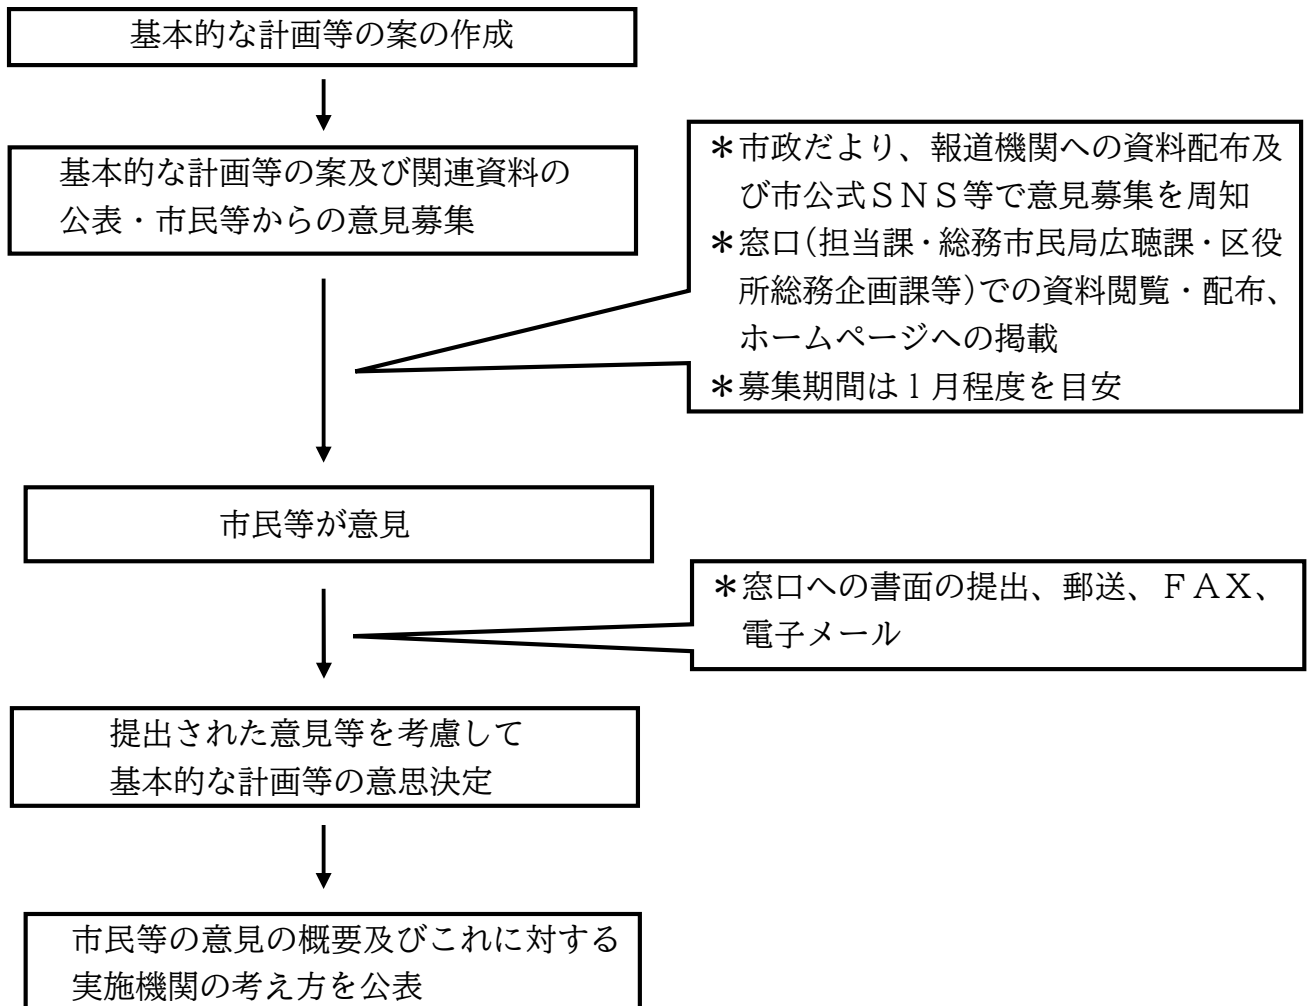 基本的な計画等の案の作成
基本的な計画等の案及び関連資料の
公表・市民等からの意見募集
＊市政だより、報道機関への資料配布及
び市公式ＳＮＳ等で意見募集を周知
＊窓口（担当課・総務市民局広聴課・区役
所総務企画課等）での資料閲覧・配布、
ホームページへの掲載
＊募集期間は１月程度を目安
市民等が意見
＊窓口への書面の提出、郵送、ＦＡＸ、
電子メール
提出された意見等を考慮して
基本的な計画等の意思決定
市民等の意見の概要及びこれに対する
実施機関の考え方を公表